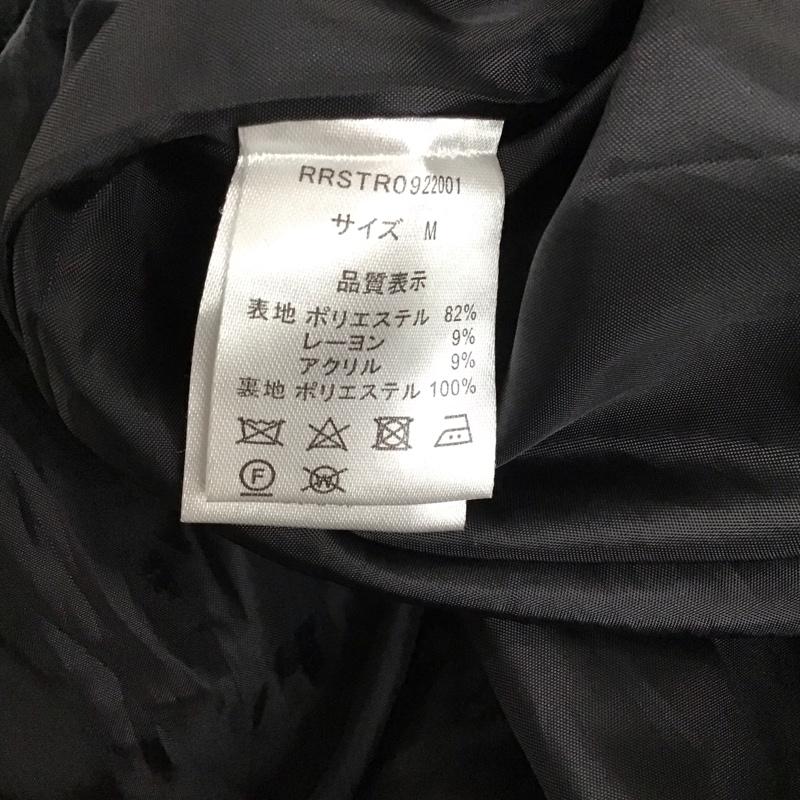 RRSTR0922001
サイズ M
品質表示
表地 ポリエステル 82%
レーヨン 9%
アクリル 9%
裏地 ポリエステル 100%
F W